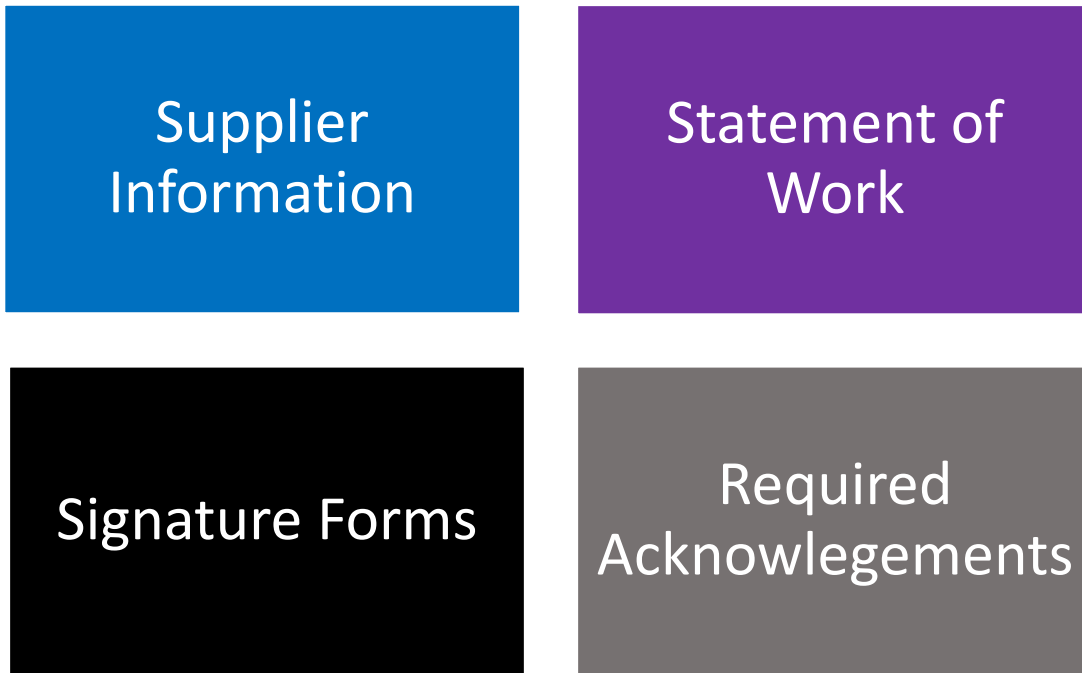 Supplier
Information
Statement of
Work
Signature Forms
Required
Acknowlegements